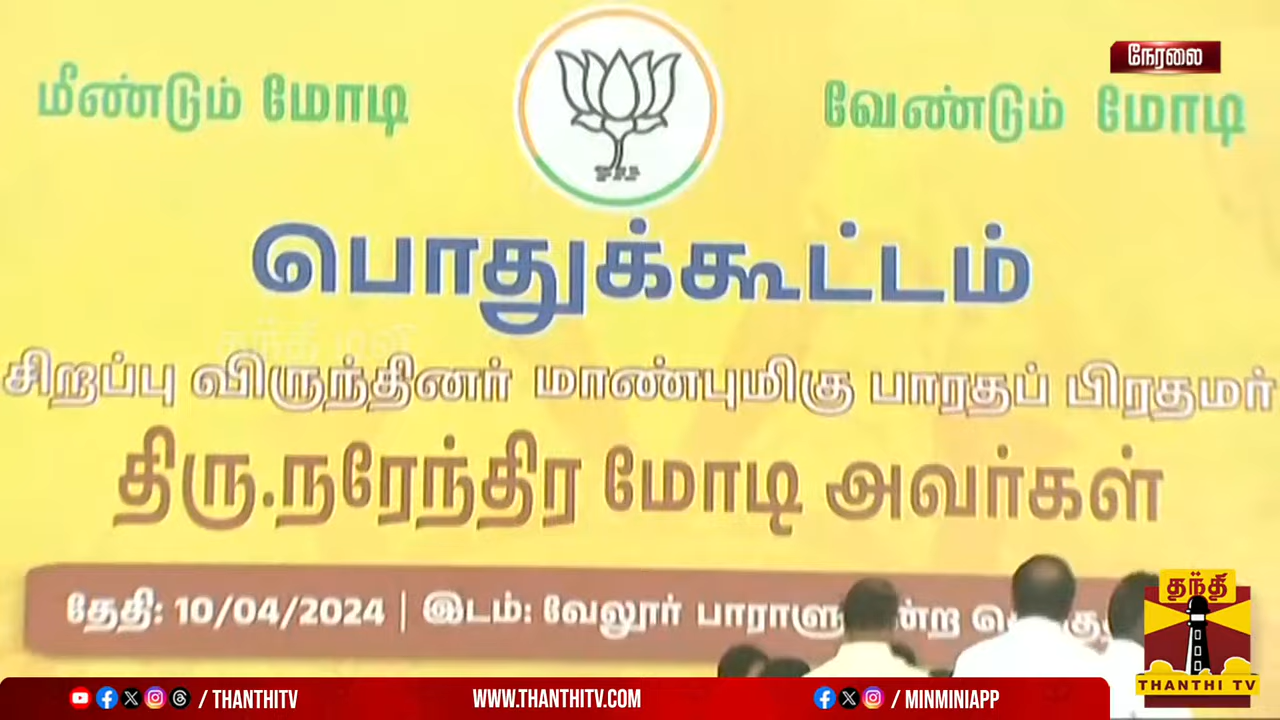 நேரலை
மீண்டும் மோடி
வேண்டும் மோடி
பொதுக்கூட்டம்
சிறப்பு விருந்தினர் மாண்புமிகு பாரதப் பிரதமர்
திரு.நரேந்திர மோடி அவர்கள்
தேதி: 10/04/2024 | இடம்: வேலூர்
தந்தி
THANTHI TV
/ THANTHITV
WWW.THANTHITV.COM
/ MINMINIAPP